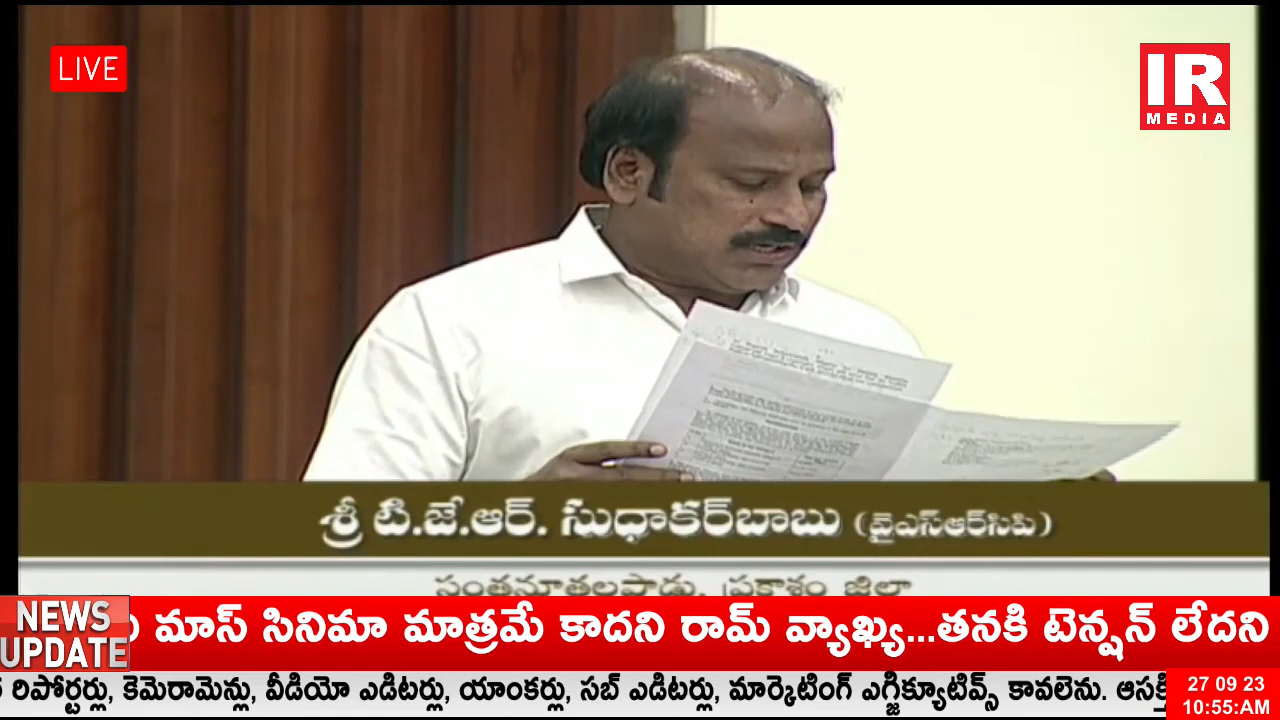 LIVE
IR
MEDIA
శ్రీ టి.జే.ఆర్. సుధాకర్‌బాబు (వైఎస్ఆర్‌సిపి)
సంతనూతలపాడు, ప్రకాశం జిల్లా
NEWS
UPDATE
మాస్ సినిమా మాత్రమే కాదని రామ్ వ్యాఖ్య...తనకి టెన్షన్ లేదని
రిపోర్టర్లు, కెమెరామెన్లు, వీడియో ఎడిటర్లు, యాంకర్లు, సబ్ ఎడిటర్లు, మార్కెటింగ్ ఎగ్జిక్యూటివ్స్ కావలెను. ఆసక్తి
27 09 23
10:55:AM